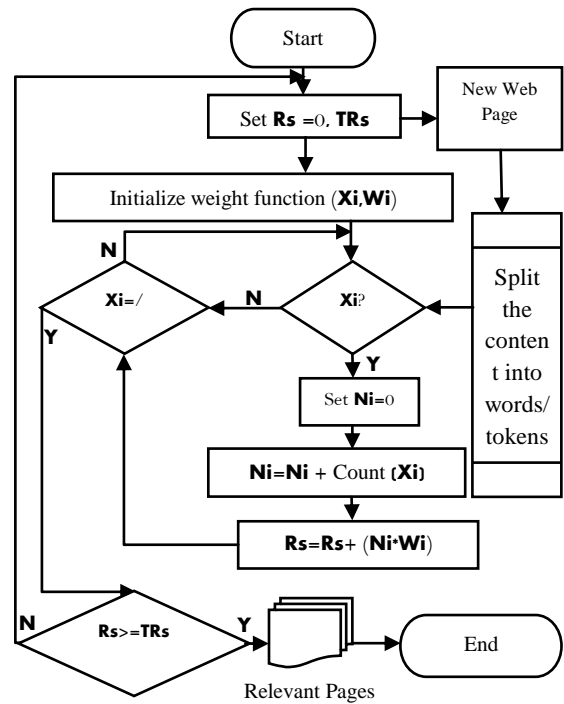 Start
Set Rs =0, TRs
New Web
Page
Initialize weight function (Xi,Wi)
N
Xi=/
N
Xi?
Y
Y
Split
the
conten
t into
words/
tokens
Set Ni=0
Ni=Ni + Count (Xi)
Rs=Rs+ (Ni*Wi)
N
Rs>=TRs
Y
End
Relevant Pages